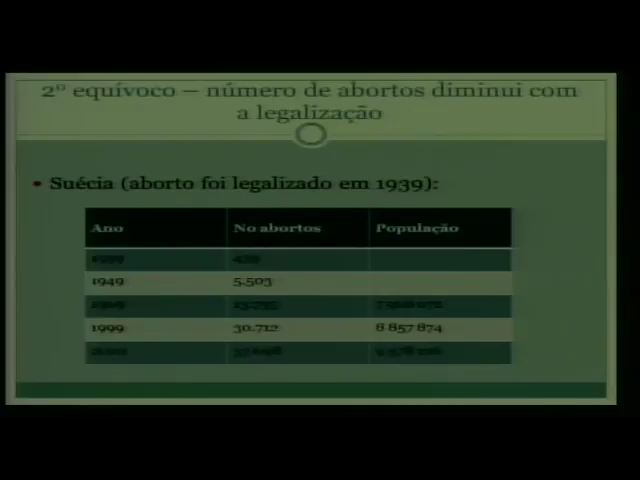 2º equívoco – número de abortos diminui com
a legalização
• Suécia (aborto foi legalizado em 1939):
Ano No abortos População
1949 5.503
1999 30.712 8 857 874